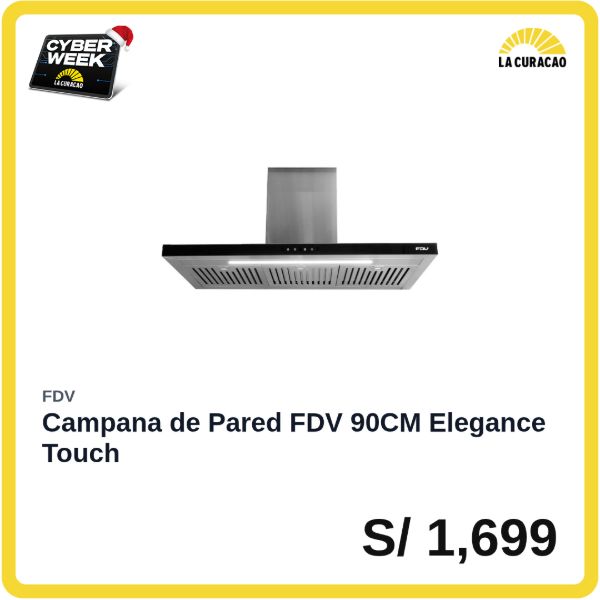 CYBER
WEEK
LA CURACAO
LA CURACAO
FDV
FDV
Campana de Pared FDV 90CM Elegance
Touch
S/ 1,699